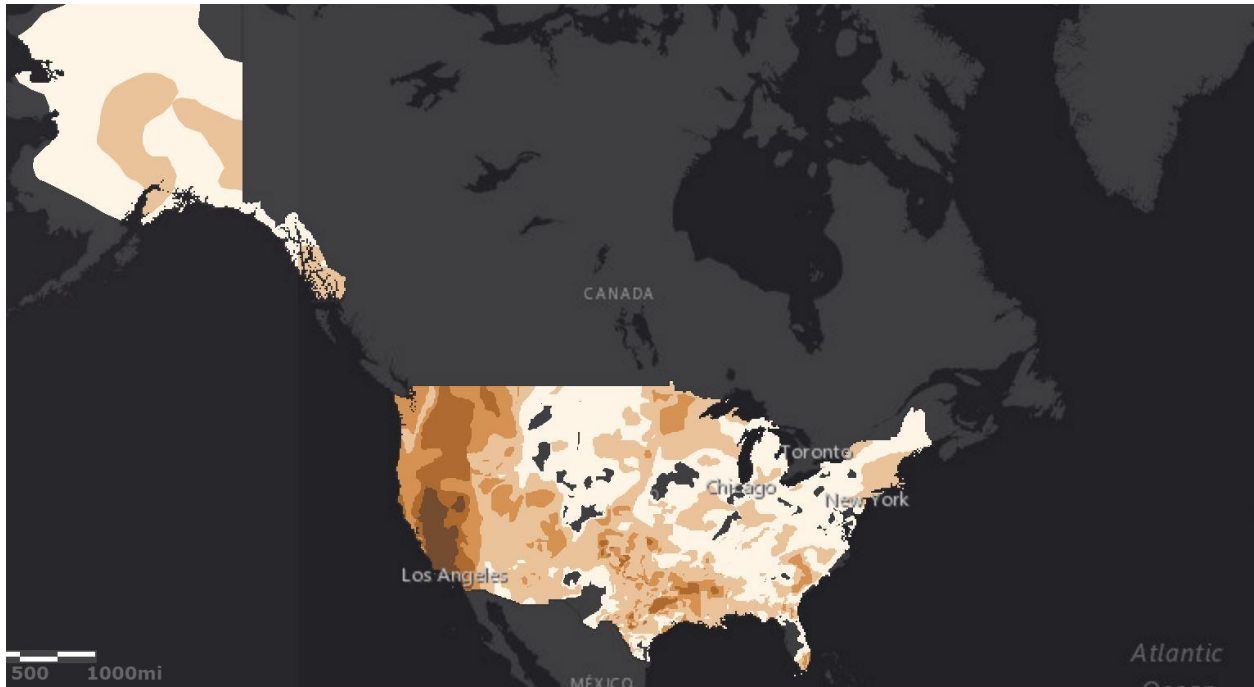 CANADA
Toronto
Chicago
New York
Los Angeles
Atlantic
500 1000mi
MÉXICO